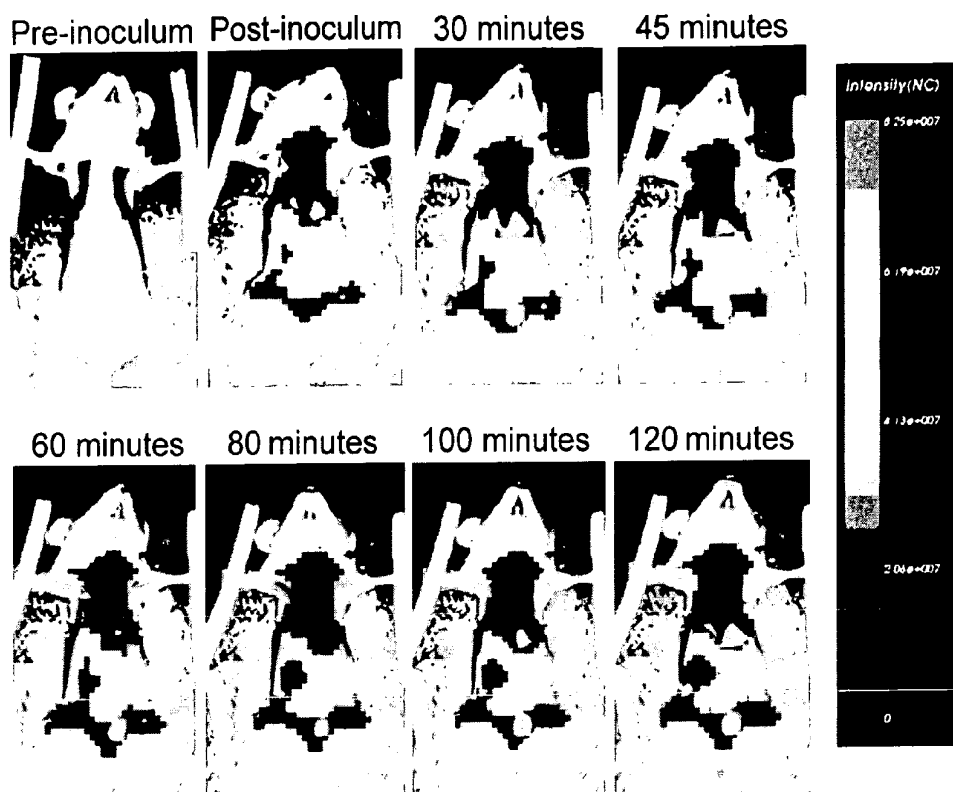 Pre-inoculum
Post-inoculum
30 minutes
45 minutes
Intensity(NC)
8.25e+007
6.19e+007
4.13e+007
2.06e+007
0
60 minutes
80 minutes
100 minutes
120 minutes